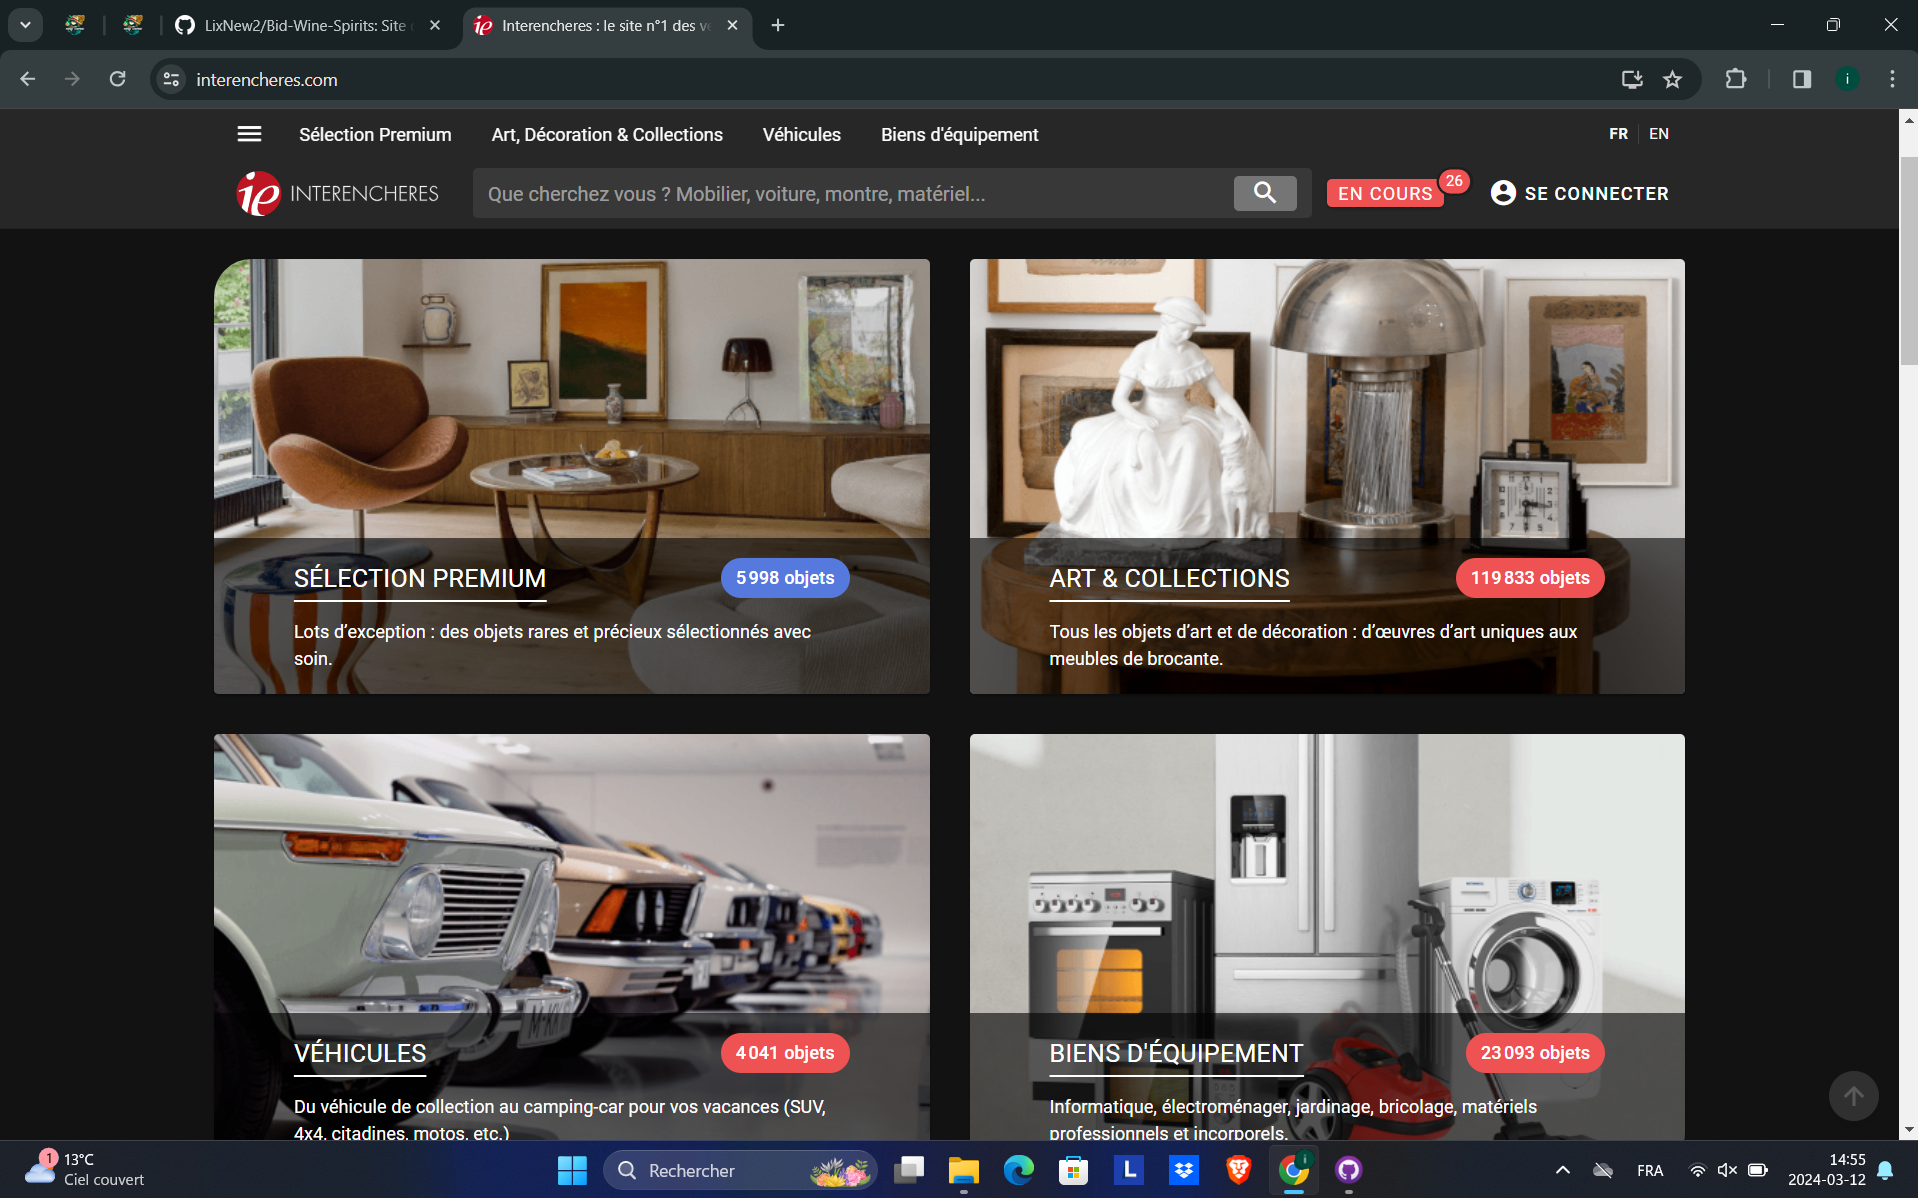 LixNew2/Bid-Wine-Spirits: Site
Interencheres : le site n°1 des v
interencheres.com
i
Sélection Premium
Art, Décoration & Collections
Véhicules
Biens d'équipement
FR
EN
ie INTERENCHERES
Que cherchez vous ? Mobilier, voiture, montre, matériel...
EN COURS
26
SE CONNECTER
SÉLECTION PREMIUM
5 998 objets
Lots d’exception : des objets rares et précieux sélectionnés avec
soin.
ART & COLLECTIONS
119 833 objets
Tous les objets d’art et de décoration : d’œuvres d’art uniques aux
meubles de brocante.
VÉHICULES
4 041 objets
Du véhicule de collection au camping-car pour vos vacances (SUV,
4x4, citadines, motos, etc.)
BIENS D'ÉQUIPEMENT
23 093 objets
Informatique, électroménager, jardinage, bricolage, matériels
professionnels et incorporels.
1
13°C
Ciel couvert
Rechercher
L
i
FRA
14:55
2024-03-12